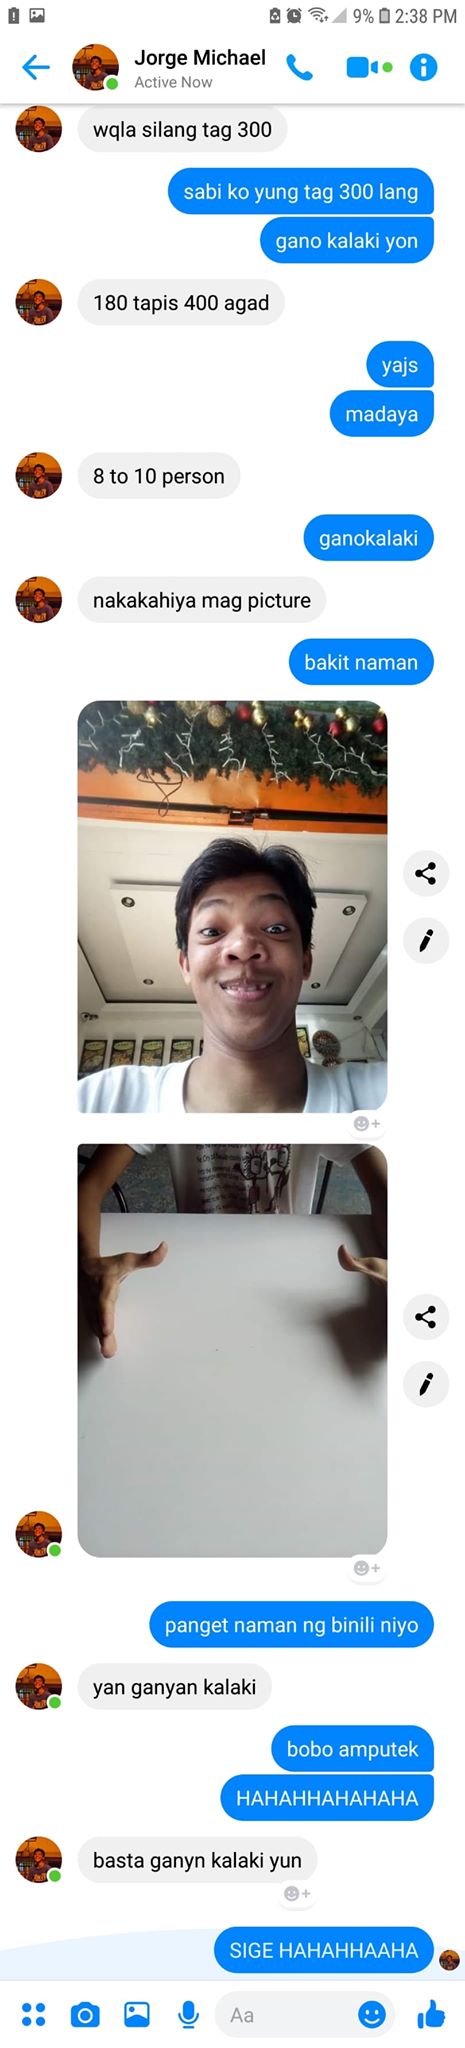 9% 2:38 PM
Jorge Michael
Active Now
wqla silang tag 300
sabi ko yung tag 300 lang
gano kalaki yon
180 tapis 400 agad
yajs
madaya
8 to 10 person
ganokalaki
nakakahiya mag picture
bakit naman
panget naman ng binili niyo
yan ganyan kalaki
bobo amputek
HAHAHHAHAHAHA
basta ganyn kalaki yun
SIGE HAHAHHAAHA
Aa